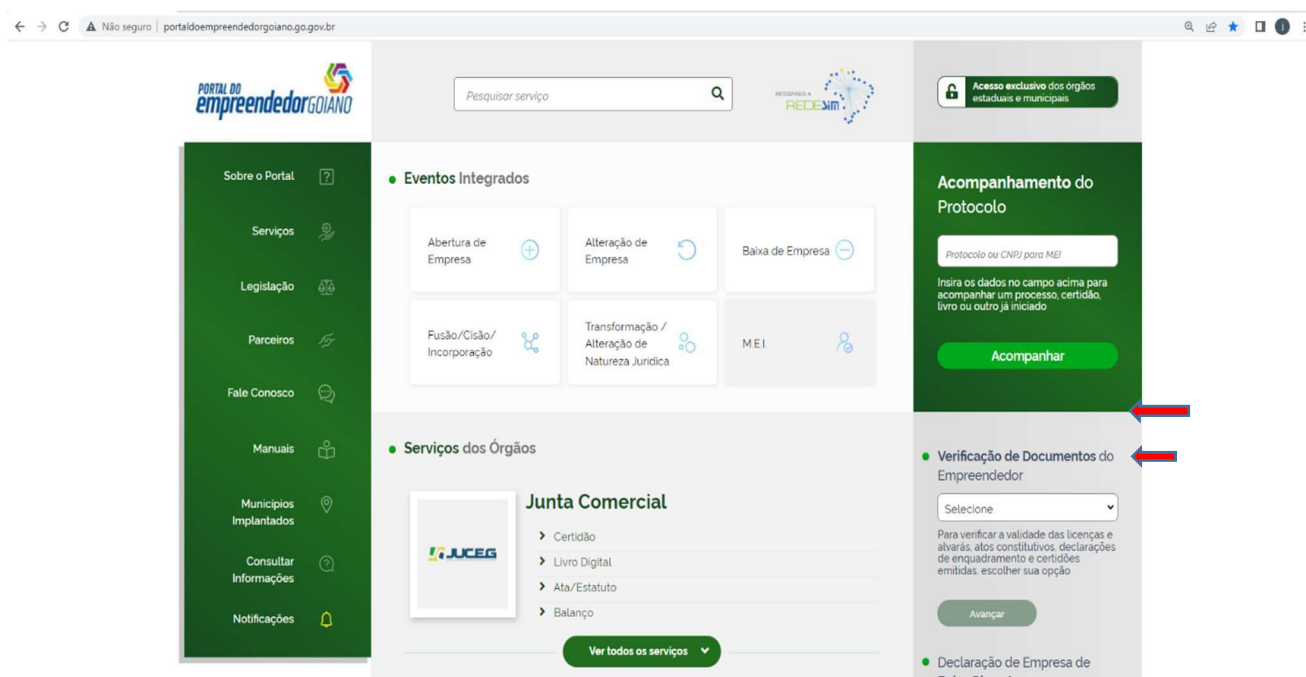 Não seguro | portaldoempreendedorgoiano.go.gov.br
PORTAL DO
empreendedorGOIANO
Pesquisar serviço
INTEGRADO A
REDESIM
Acesso exclusivo dos órgãos
estaduais e municipais
Sobre o Portal
Serviços
Legislação
Parceiros
Fale Conosco
Manuais
Municípios
Implantados
Consultar
Informações
Notificações
Eventos Integrados
Abertura de
Empresa
Alteração de
Empresa
Baixa de Empresa
Fusão/Cisão/
Incorporação
Transformação /
Alteração de
Natureza Jurídica
M.E.I.
Serviços dos Órgãos
JUCEG
Junta Comercial
Certidão
Livro Digital
Ata/Estatuto
Balanço
Ver todos os serviços
Acompanhamento do
Protocolo
Protocolo ou CNPJ para MEI
Insira os dados no campo acima para
acompanhar um processo, certidão,
livro ou outro já iniciado
Acompanhar
Verificação de Documentos do
Empreendedor
Selecione
Para verificar a validade das licenças e
alvarás, atos constitutivos, declarações
de enquadramento e certidões
emitidas, escolher sua opção
Avançar
Declaração de Empresa de